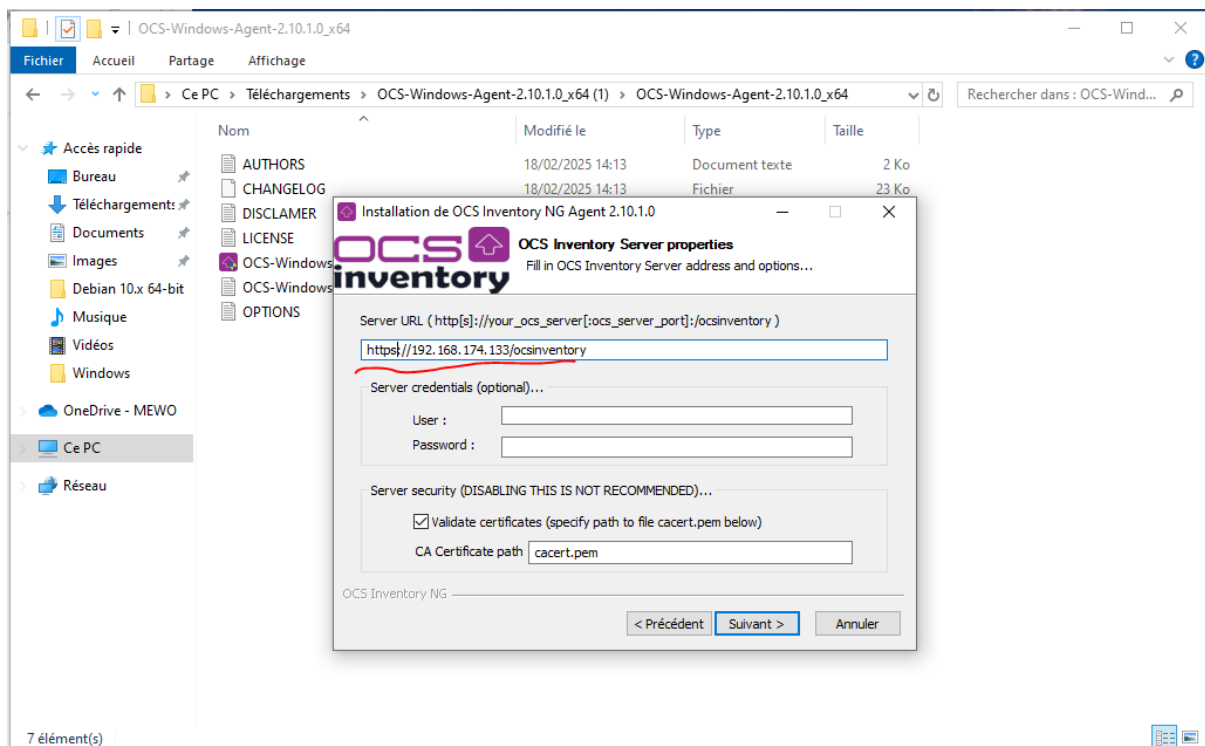 OCS-Windows-Agent-2.10.1.0_x64
Fichier Accueil Partage Affichage
Ce PC > Téléchargements > OCS-Windows-Agent-2.10.1.0_x64 (1) > OCS-Windows-Agent-2.10.1.0_x64
Rechercher dans : OCS-Wind...
Nom Modifié le Type Taille
Accès rapide
Bureau
Téléchargements
Documents
Images
Debian 10.x 64-bit
Musique
Vidéos
Windows
OneDrive - MEWO
Ce PC
Réseau
AUTHORS 18/02/2025 14:13 Document texte 2 Ko
CHANGELOG 18/02/2025 14:13 Fichier 23 Ko
DISCLAMER
LICENSE
OCS-Windows
OCS-Windows
OPTIONS
Installation de OCS Inventory NG Agent 2.10.1.0
OCS inventory
OCS Inventory Server properties
Fill in OCS Inventory Server address and options...
Server URL ( http[s]://your_ocs_server[:ocs_server_port]:/ocsinventory )
https://192.168.174.133/ocsinventory
Server credentials (optional)...
User :
Password :
Server security (DISABLING THIS IS NOT RECOMMENDED)...
Validate certificates (specify path to file cacert.pem below)
CA Certificate path cacert.pem
OCS Inventory NG
< Précédent Suivant > Annuler
7 élément(s)